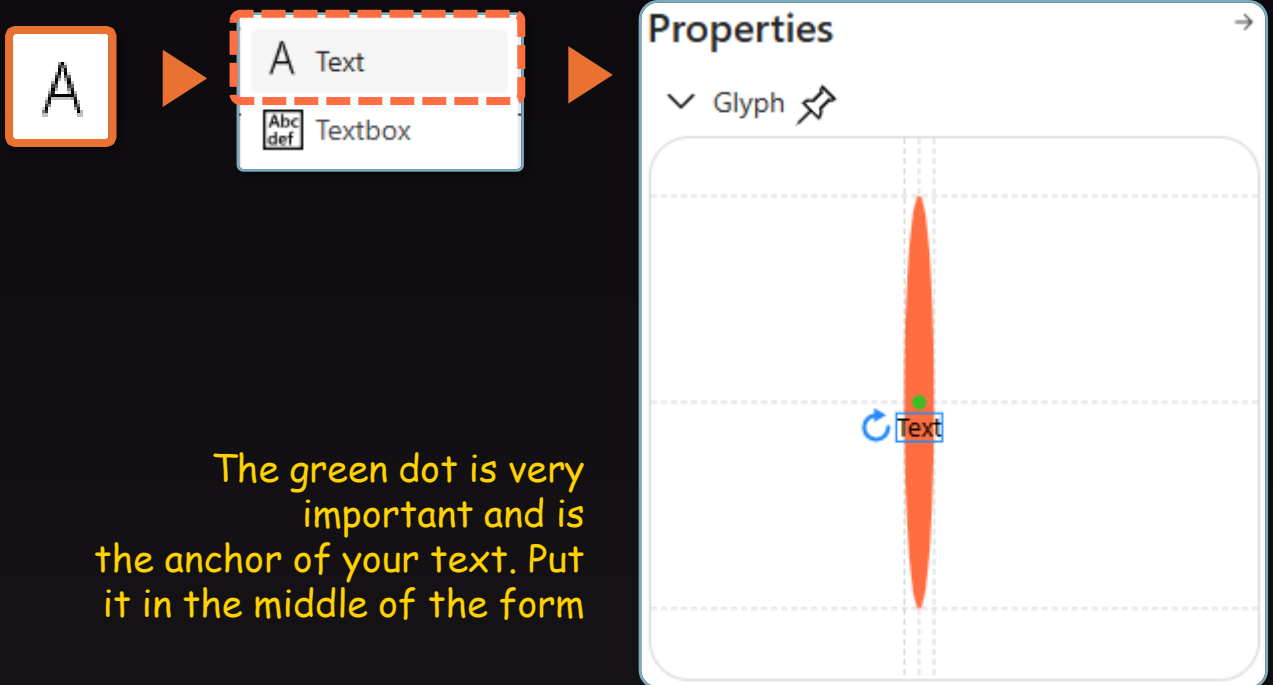 A
A Text
Abc
def
Textbox
Properties
Glyph
Text
The green dot is very
important and is
the anchor of your text. Put
it in the middle of the form